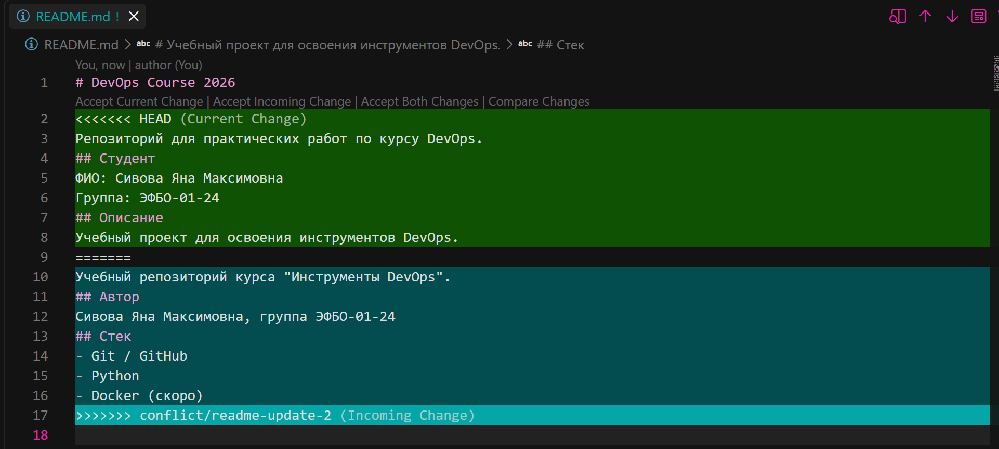 README.md !
README.md > abc # Учебный проект для освоения инструментов DevOps. > abc ## Стек
You, now | author (You)
1 # DevOps Course 2026
Accept Current Change | Accept Incoming Change | Accept Both Changes | Compare Changes
2 <<<<<<< HEAD (Current Change)
3 Репозиторий для практических работ по курсу DevOps.
4 ## Студент
5 ФИО: Сивова Яна Максимовна
6 Группа: ЭФБО-01-24
7 ## Описание
8 Учебный проект для освоения инструментов DevOps.
9 =======
10 Учебный репозиторий курса "Инструменты DevOps".
11 ## Автор
12 Сивова Яна Максимовна, группа ЭФБО-01-24
13 ## Стек
14 - Git / GitHub
15 - Python
16 - Docker (скоро)
17 >>>>>>> conflict/readme-update-2 (Incoming Change)
18